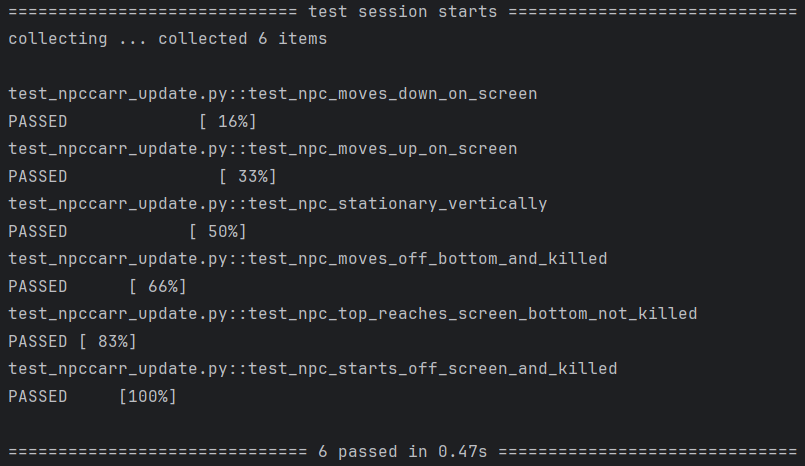 ============================= test session starts =============================
collecting ... collected 6 items
test_npccarr_update.py::test_npc_moves_down_on_screen
PASSED             [ 16%]
test_npccarr_update.py::test_npc_moves_up_on_screen
PASSED               [ 33%]
test_npccarr_update.py::test_npc_stationary_vertically
PASSED            [ 50%]
test_npccarr_update.py::test_npc_moves_off_bottom_and_killed
PASSED      [ 66%]
test_npccarr_update.py::test_npc_top_reaches_screen_bottom_not_killed
PASSED [ 83%]
test_npccarr_update.py::test_npc_starts_off_screen_and_killed
PASSED     [100%]
============================== 6 passed in 0.47s ==============================